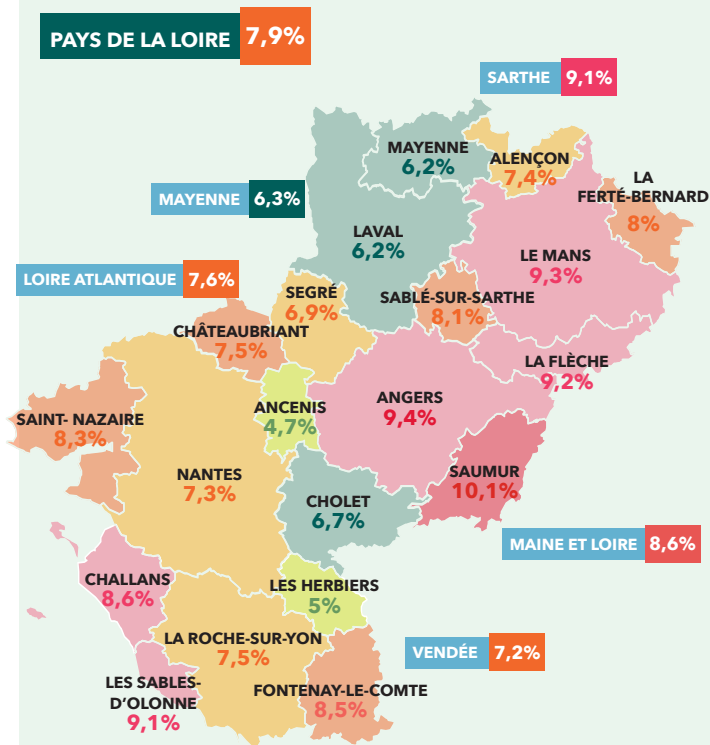 PAYS DE LA LOIRE 7,9%
SARTHE 9,1%
MAYENNE
6,2%
ALENÇON
7,4%
LA
FERTÉ-BERNARD
8%
MAYENNE 6,3%
LAVAL
6,2%
LE MANS
9,3%
LOIRE ATLANTIQUE 7,6%
SEGRÉ
6,9%
SABLÉ-SUR-SARTHE
8,1%
CHÂTEAUBRIANT
7,5%
LA FLÈCHE
9,2%
ANCENIS
4,7%
ANGERS
9,4%
SAINT- NAZAIRE
8,3%
NANTES
7,3%
SAUMUR
10,1%
CHOLET
6,7%
MAINE ET LOIRE 8,6%
CHALLANS
8,6%
LES HERBIERS
5%
LA ROCHE-SUR-YON
7,5%
VENDÉE 7,2%
LES SABLES-
D'OLONNE
9,1%
FONTENAY-LE-COMTE
8,5%